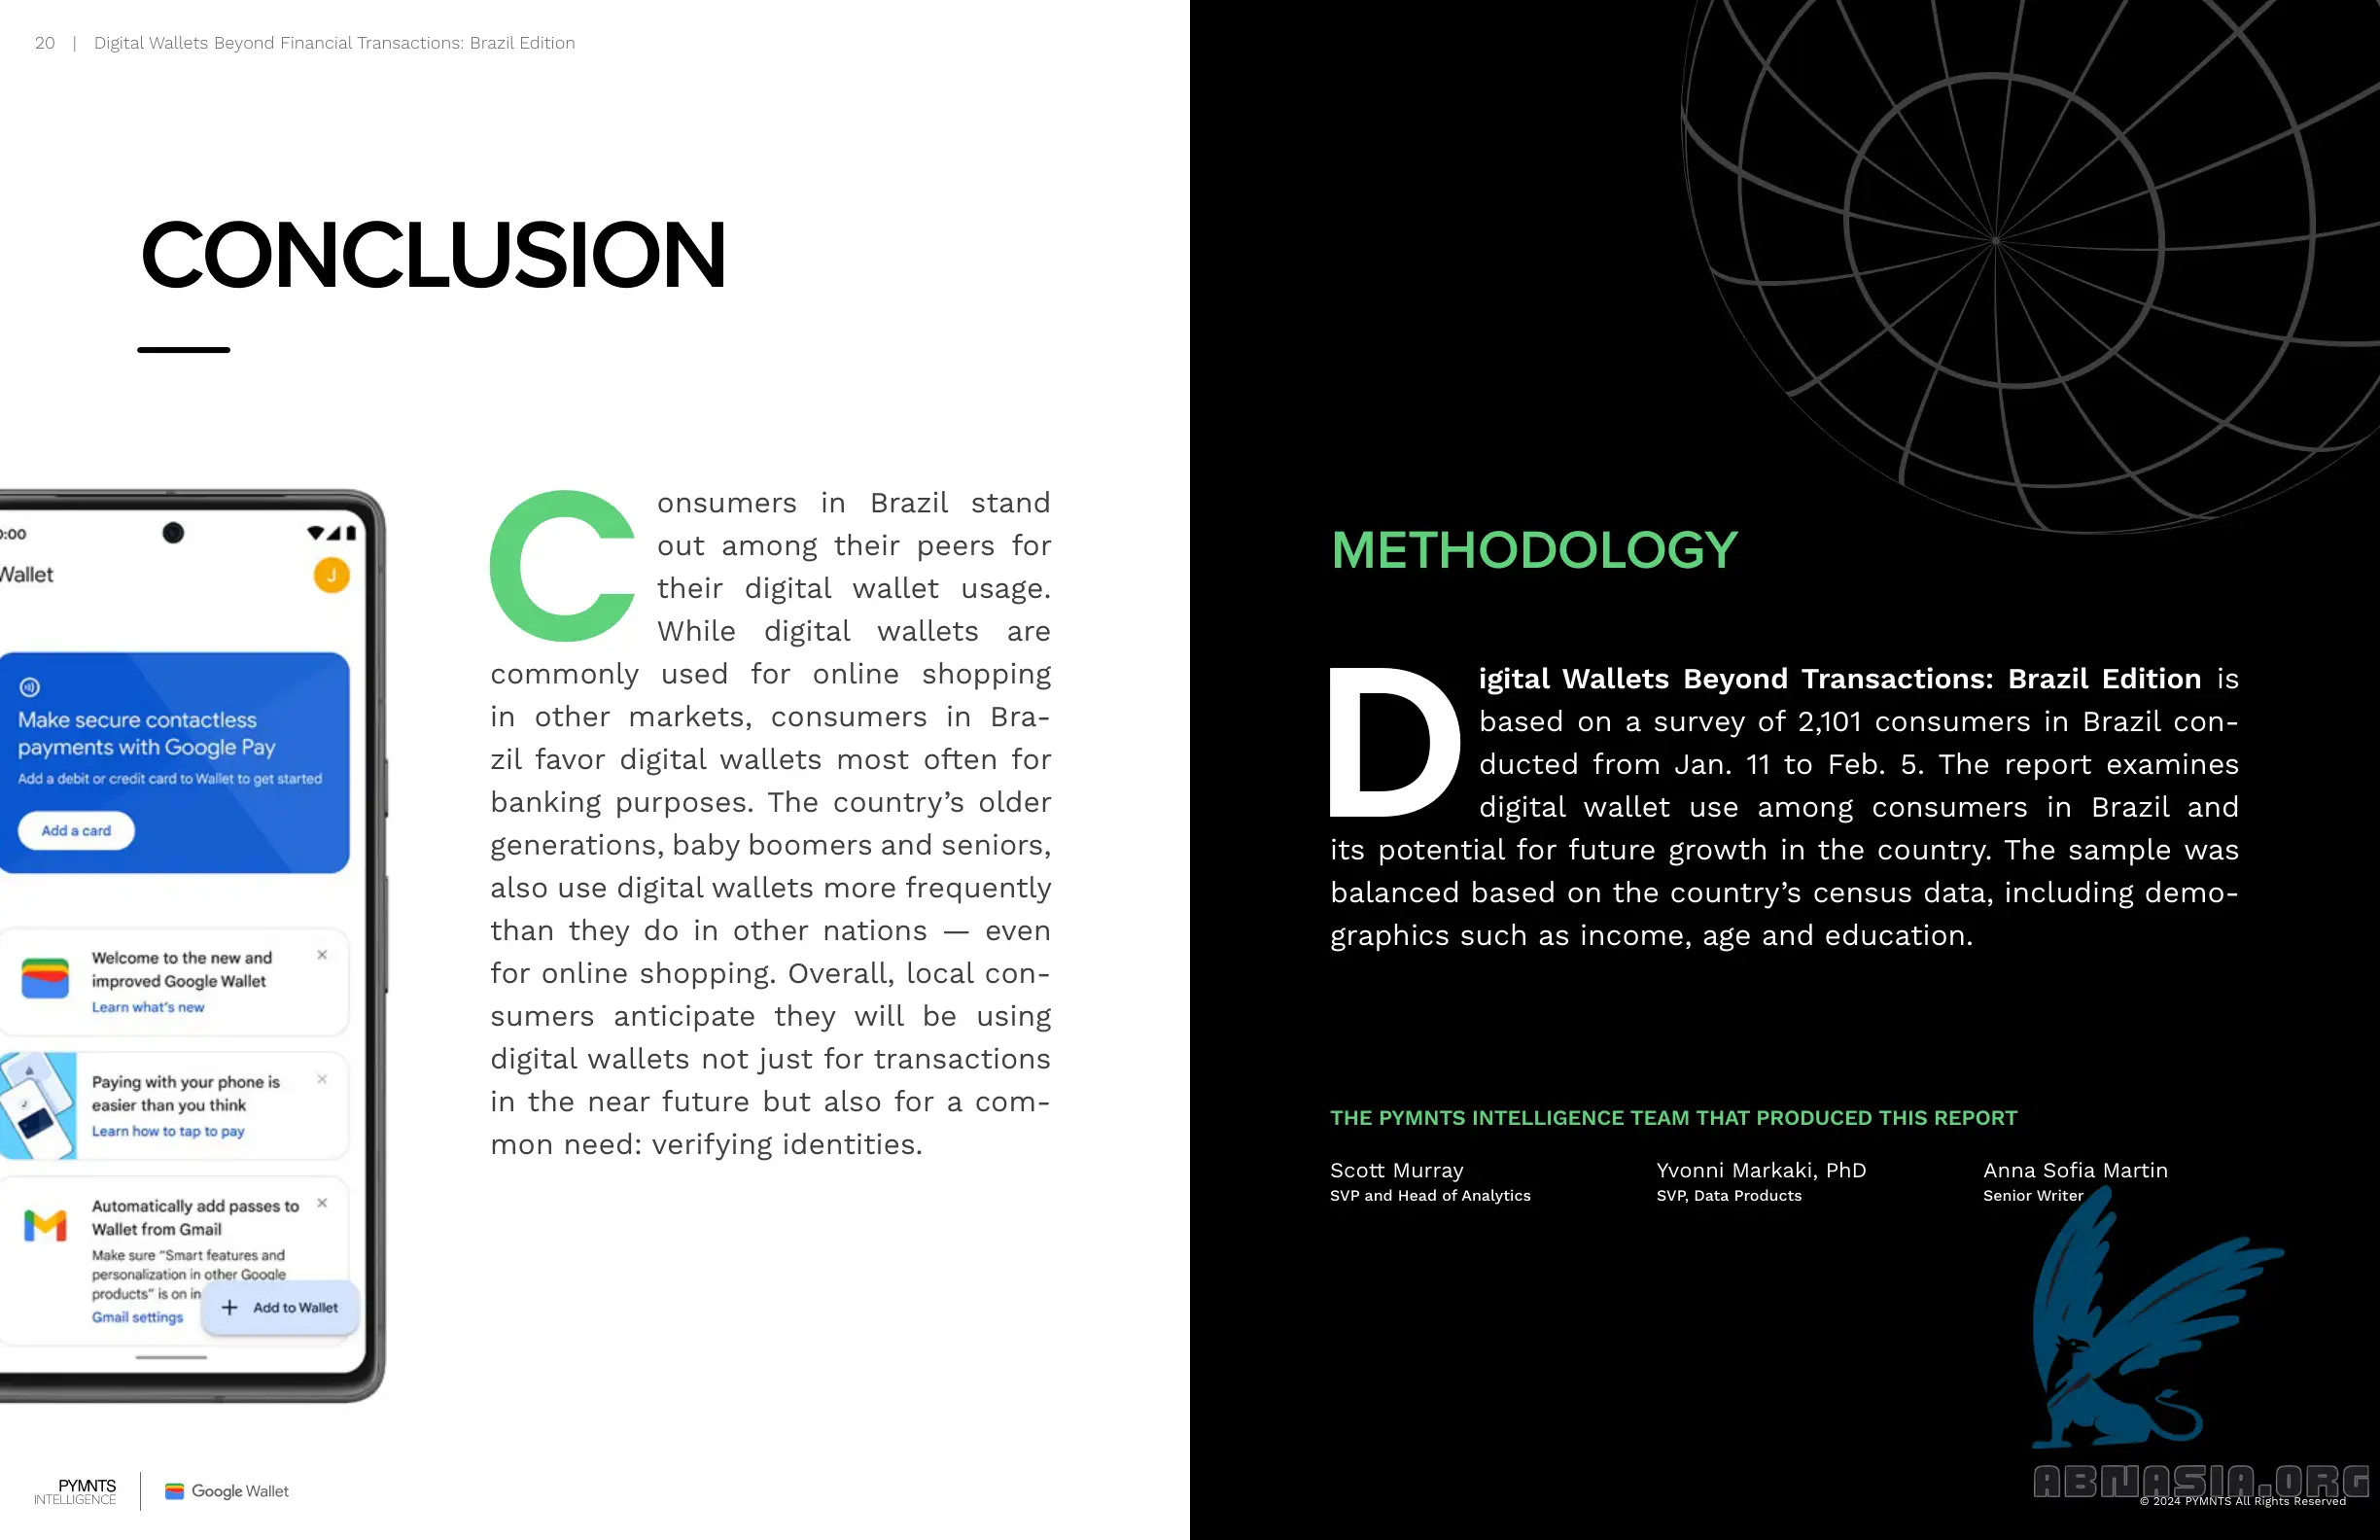 20 | Digital Wallets Beyond Financial Transactions: Brazil Edition
CONCLUSION
Consumers in Brazil stand
out among their peers for
their digital wallet usage.
While digital wallets are
commonly used for online shopping
in other markets, consumers in Bra-
zil favor digital wallets most often for
banking purposes. The country’s older
generations, baby boomers and seniors,
also use digital wallets more frequently
than they do in other nations — even
for online shopping. Overall, local con-
sumers anticipate they will be using
digital wallets not just for transactions
in the near future but also for a com-
mon need: verifying identities.
:00
Wallet
J
Make secure contactless
payments with Google Pay
Add a debit or credit card to Wallet to get started
Add a card
Welcome to the new and
improved Google Wallet
Learn what's new
Paying with your phone is
easier than you think
Learn how to tap to pay
Automatically add passes to
Wallet from Gmail
Make sure “Smart features and
personalization in other Google
products” is on in
Gmail settings
+ Add to Wallet
PYMNTS
INTELLIGENCE
Google Wallet
METHODOLOGY
Digital Wallets Beyond Transactions: Brazil Edition is
based on a survey of 2,101 consumers in Brazil con-
ducted from Jan. 11 to Feb. 5. The report examines
digital wallet use among consumers in Brazil and
its potential for future growth in the country. The sample was
balanced based on the country’s census data, including demo-
graphics such as income, age and education.
THE PYMNTS INTELLIGENCE TEAM THAT PRODUCED THIS REPORT
Scott Murray
SVP and Head of Analytics
Yvonni Markaki, PhD
SVP, Data Products
Anna Sofia Martin
Senior Writer
ABNASIA.ORG
© 2024 PYMNTS All Rights Reserved